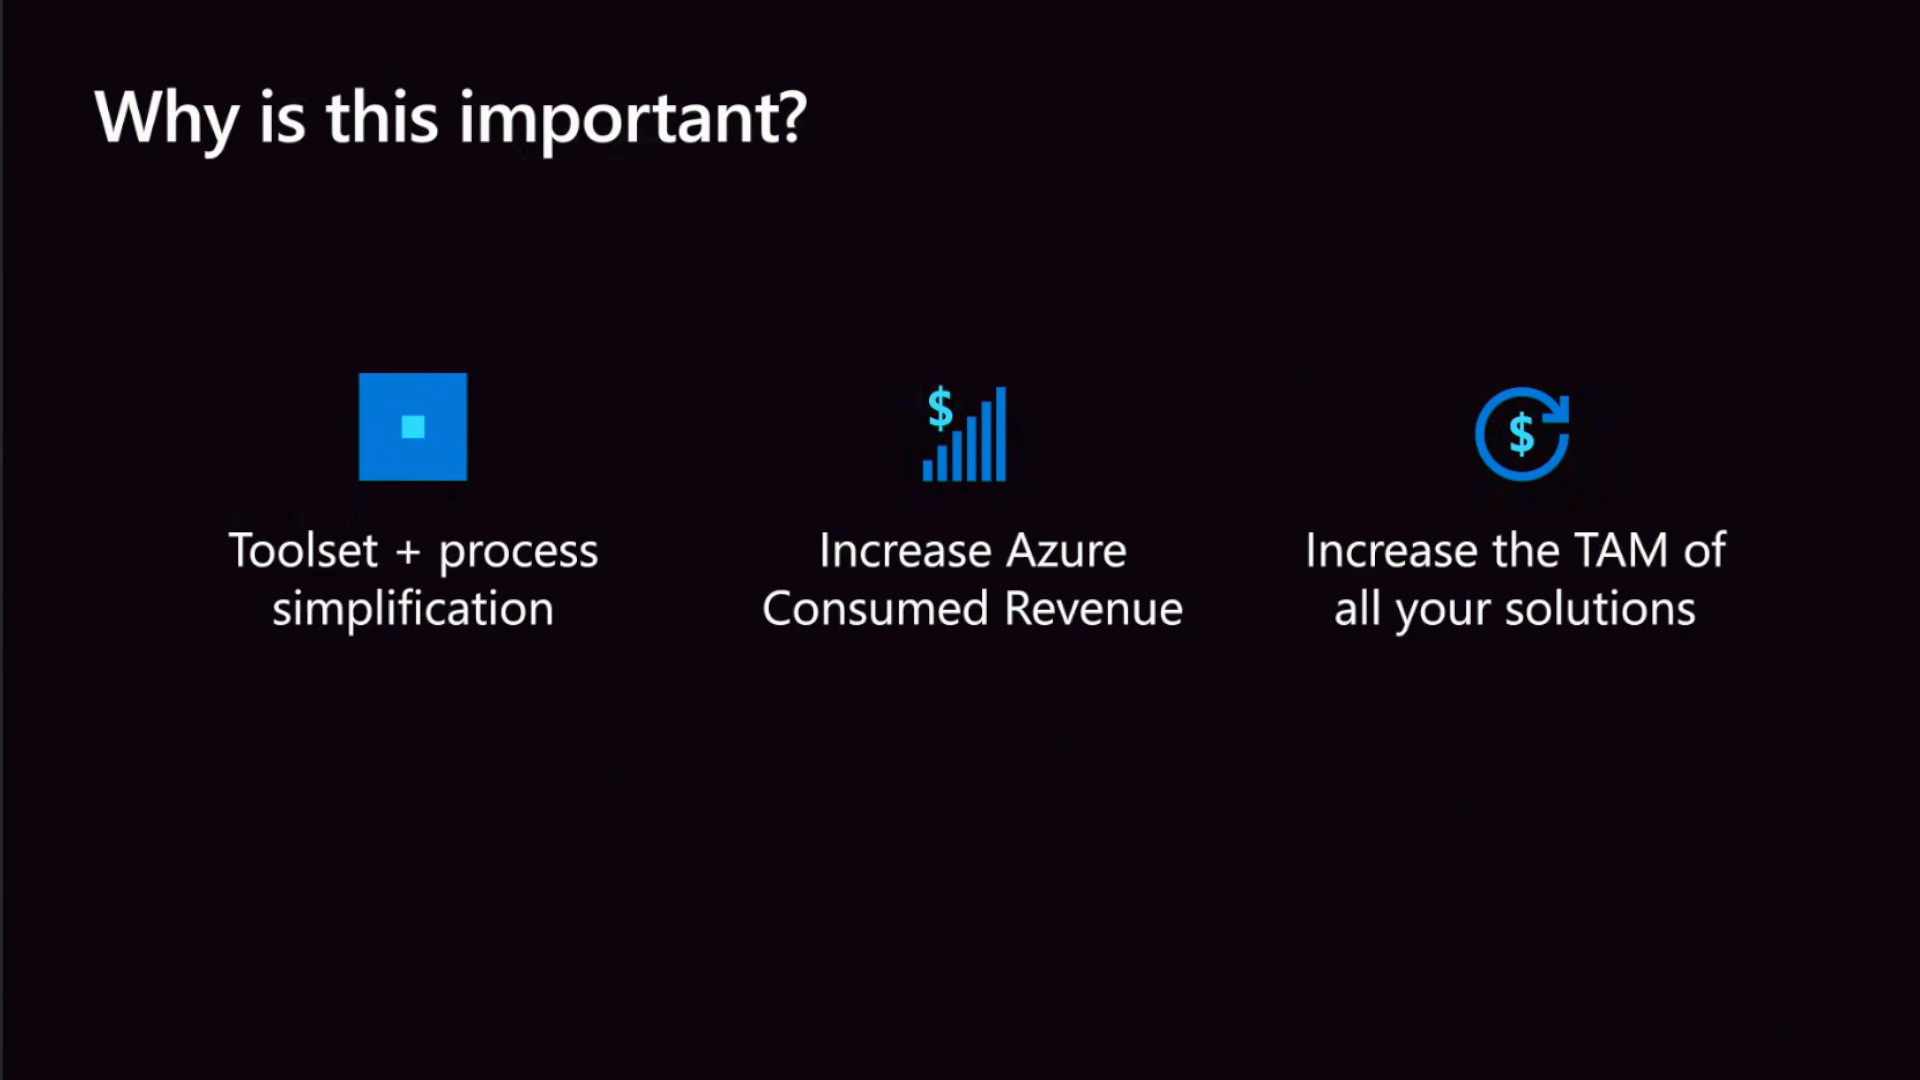 Why is this important?
$
$
Toolset + process
simplification
Increase Azure
Consumed Revenue
Increase the TAM of
all your solutions